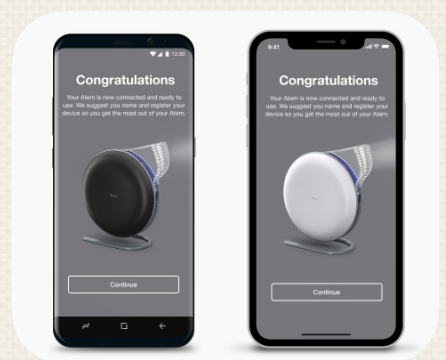 12:30
Congratulations
Your Atem is now connected and ready to
use. We suggest you name and register your
device so you get the most out of your Atem.
Continue
9:41
Congratulations
Your Atem is now connected and ready to
use. We suggest you name and register your
device so you get the most out of your Atem.
Continue